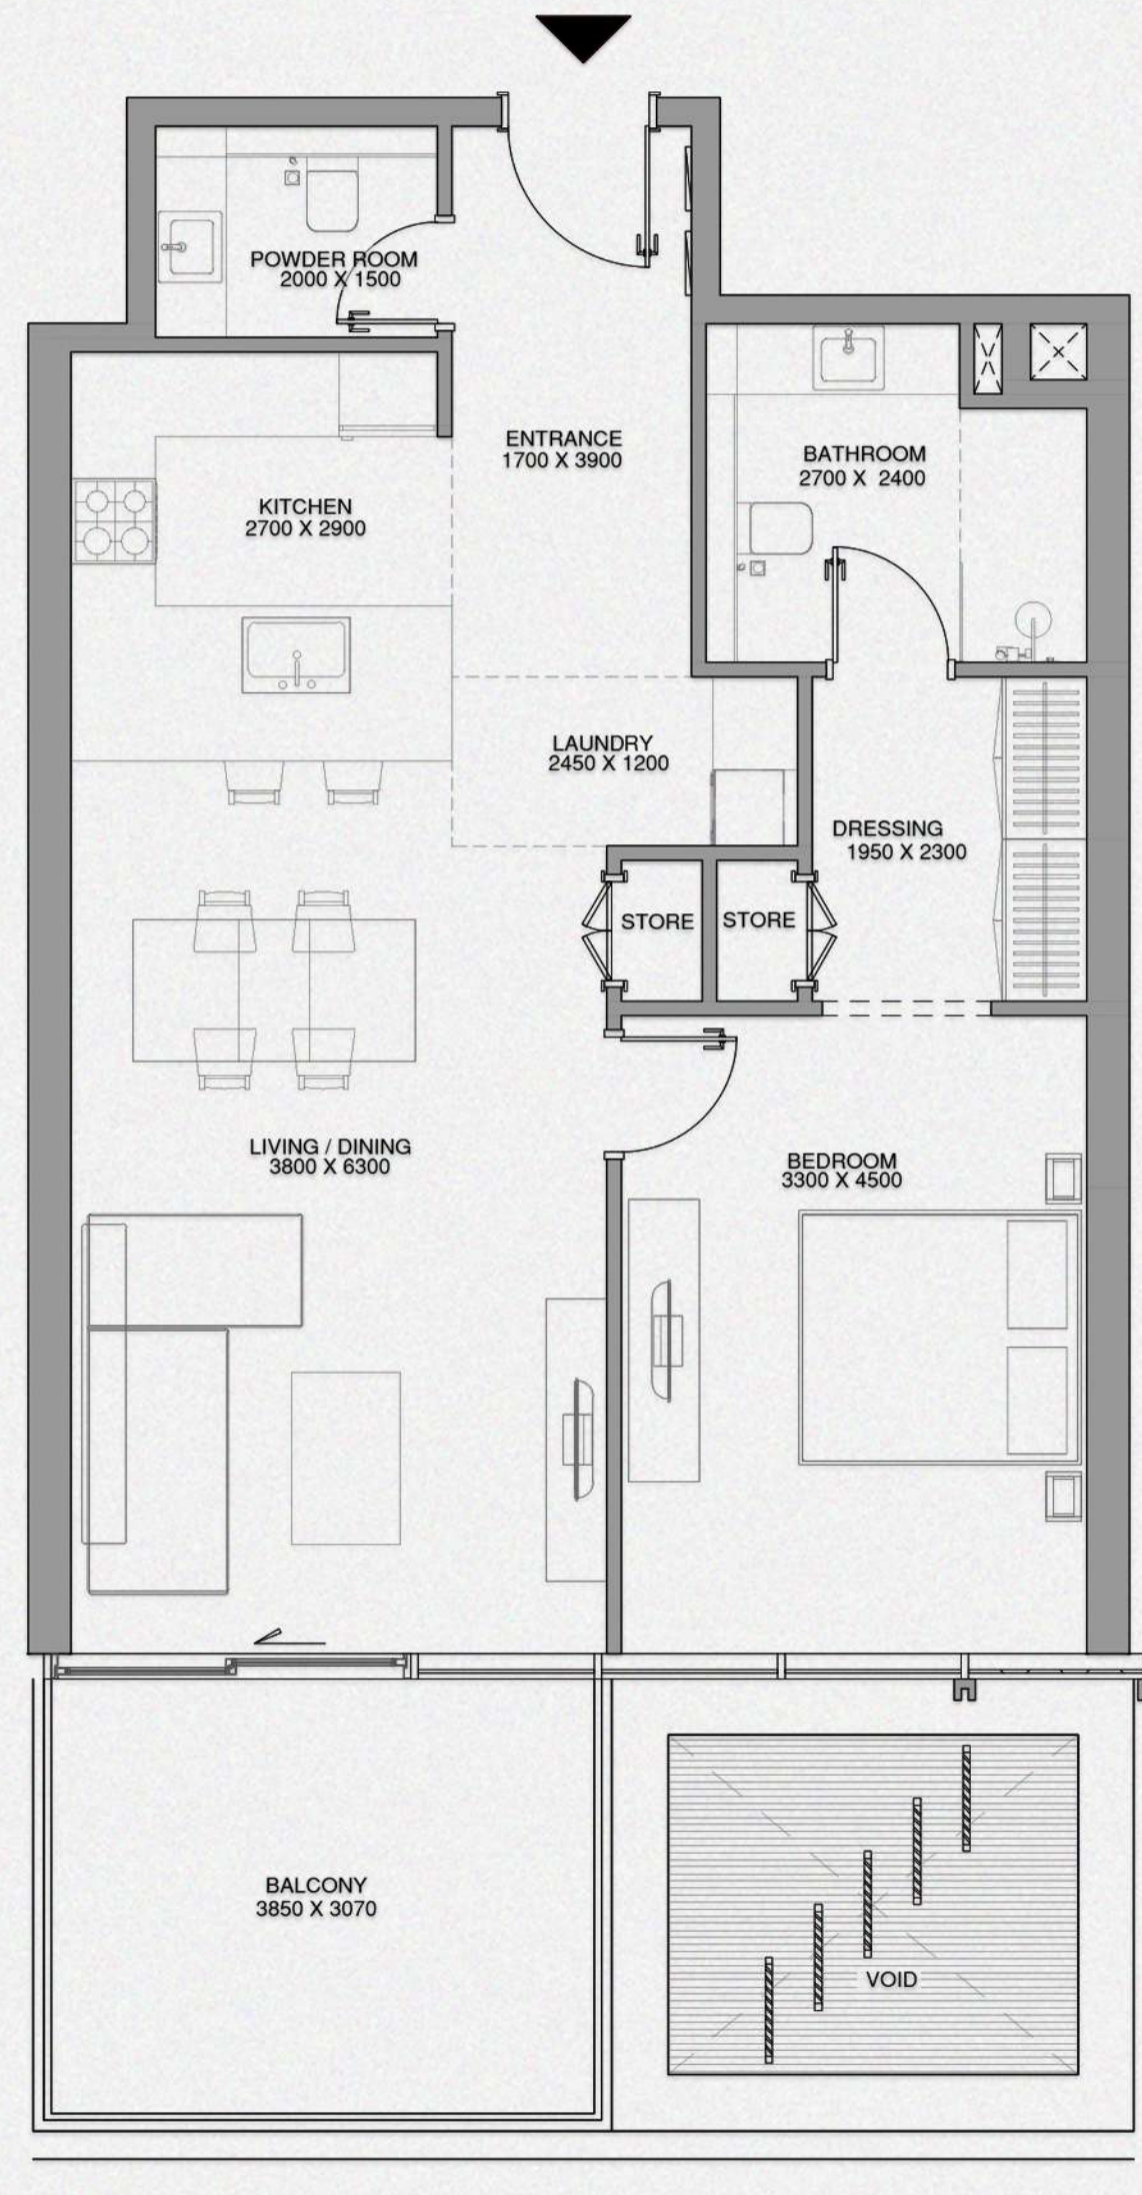 POWDER ROOM
2000 X 1500
ENTRANCE
1700 X 3900
BATHROOM
2700 X 2400
KITCHEN
2700 X 2900
LAUNDRY
2450 X 1200
DRESSING
1950 X 2300
STORE
STORE
LIVING / DINING
3800 X 6300
BEDROOM
3300 X 4500
BALCONY
3850 X 3070
VOID